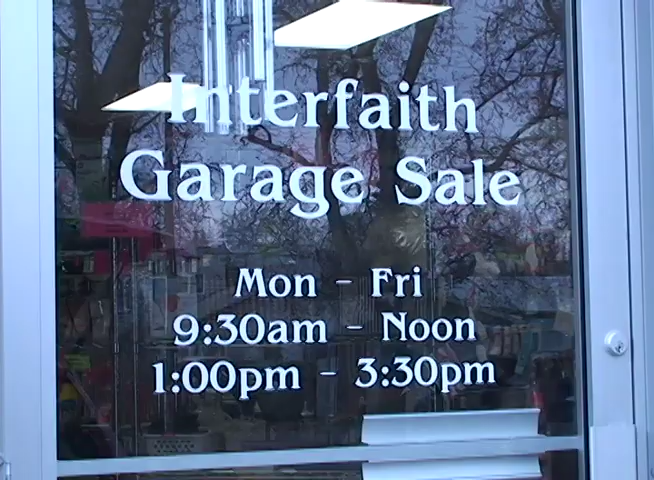 Interfaith
Garage Sale
Mon - Fri
9:30am - Noon
1:00pm - 3:30pm